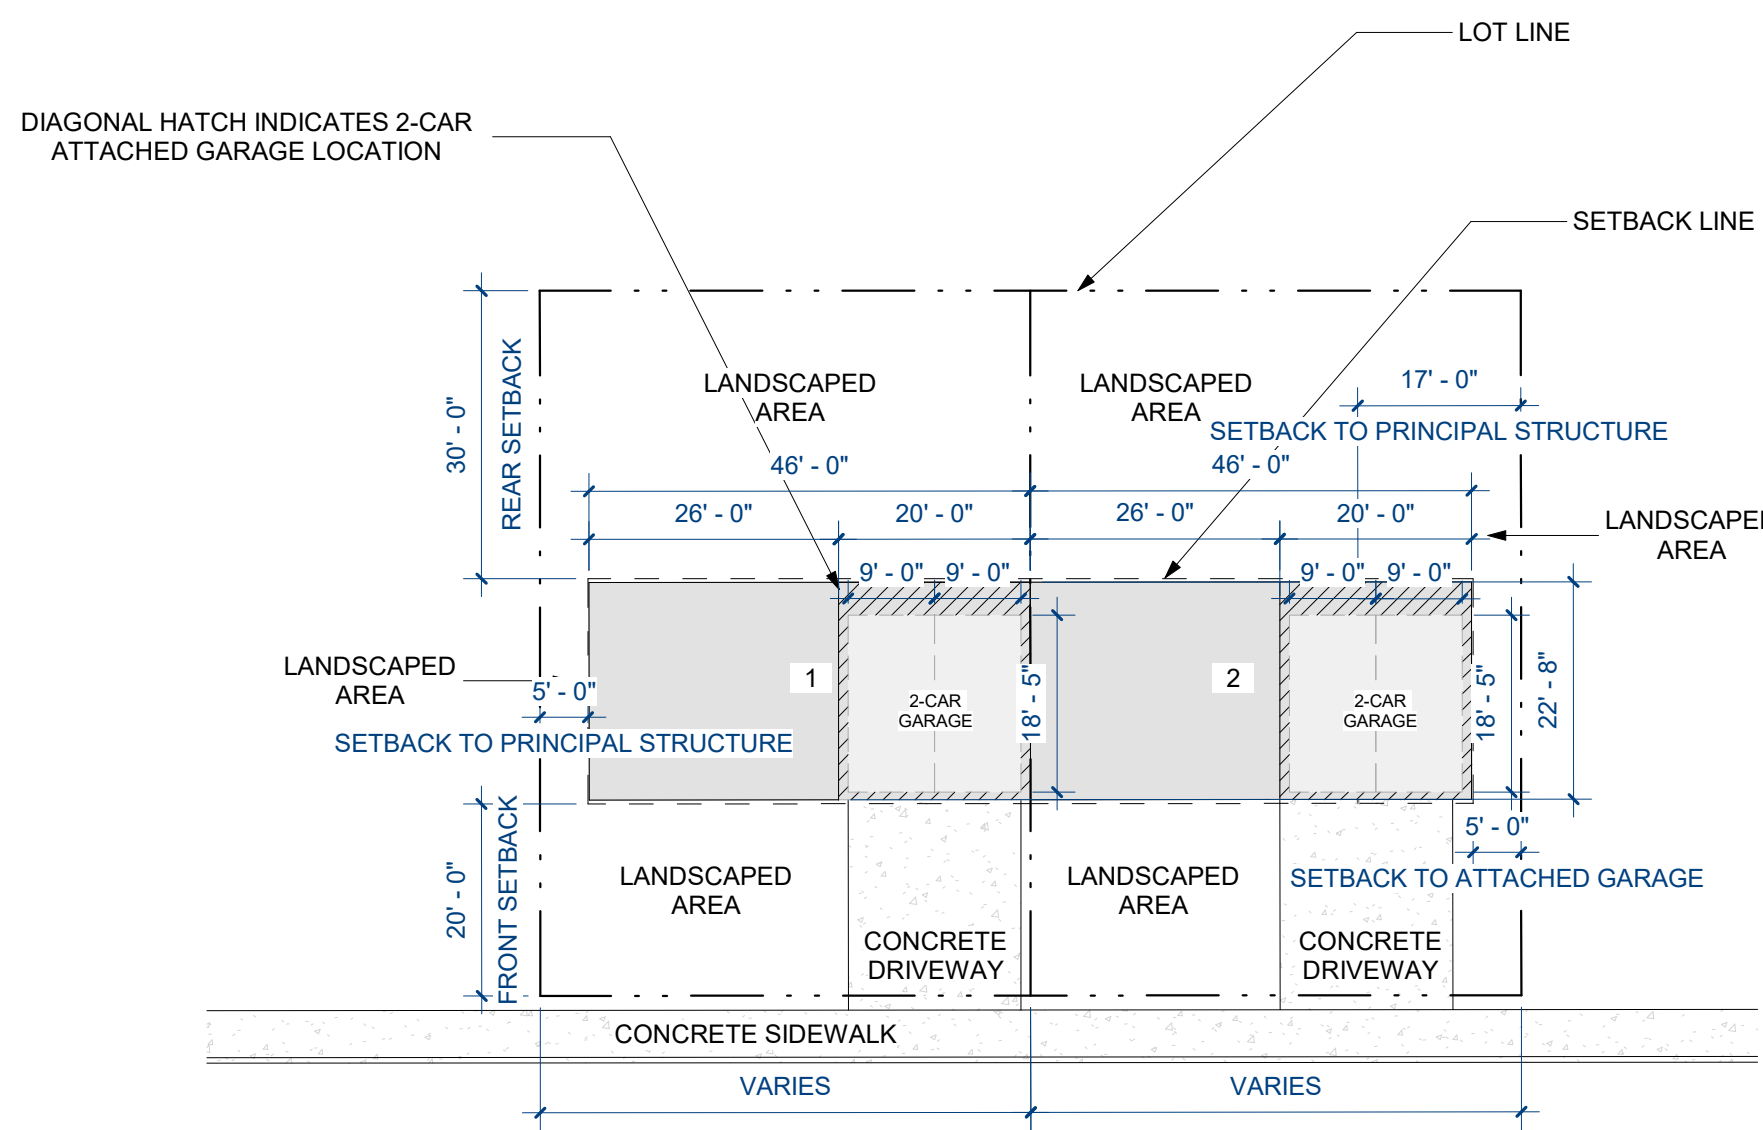 LOT LINE
DIAGONAL HATCH INDICATES 2-CAR
ATTACHED GARAGE LOCATION
SETBACK LINE
30' - 0"
REAR SETBACK
LANDSCAPED
AREA
LANDSCAPED
AREA
17' - 0"
SETBACK TO PRINCIPAL STRUCTURE
46' - 0"
46' - 0"
26' - 0"
20' - 0"
26' - 0"
20' - 0"
LANDSCAPED
AREA
9' - 0"
9' - 0"
9' - 0"
9' - 0"
LANDSCAPED
AREA
5' - 0"
SETBACK TO PRINCIPAL STRUCTURE
1
2-CAR
GARAGE
18' - 5"
2
2-CAR
GARAGE
18' - 5"
22' - 8"
20' - 0"
FRONT SETBACK
LANDSCAPED
AREA
CONCRETE
DRIVEWAY
LANDSCAPED
AREA
5' - 0"
SETBACK TO ATTACHED GARAGE
CONCRETE
DRIVEWAY
CONCRETE SIDEWALK
VARIES
VARIES